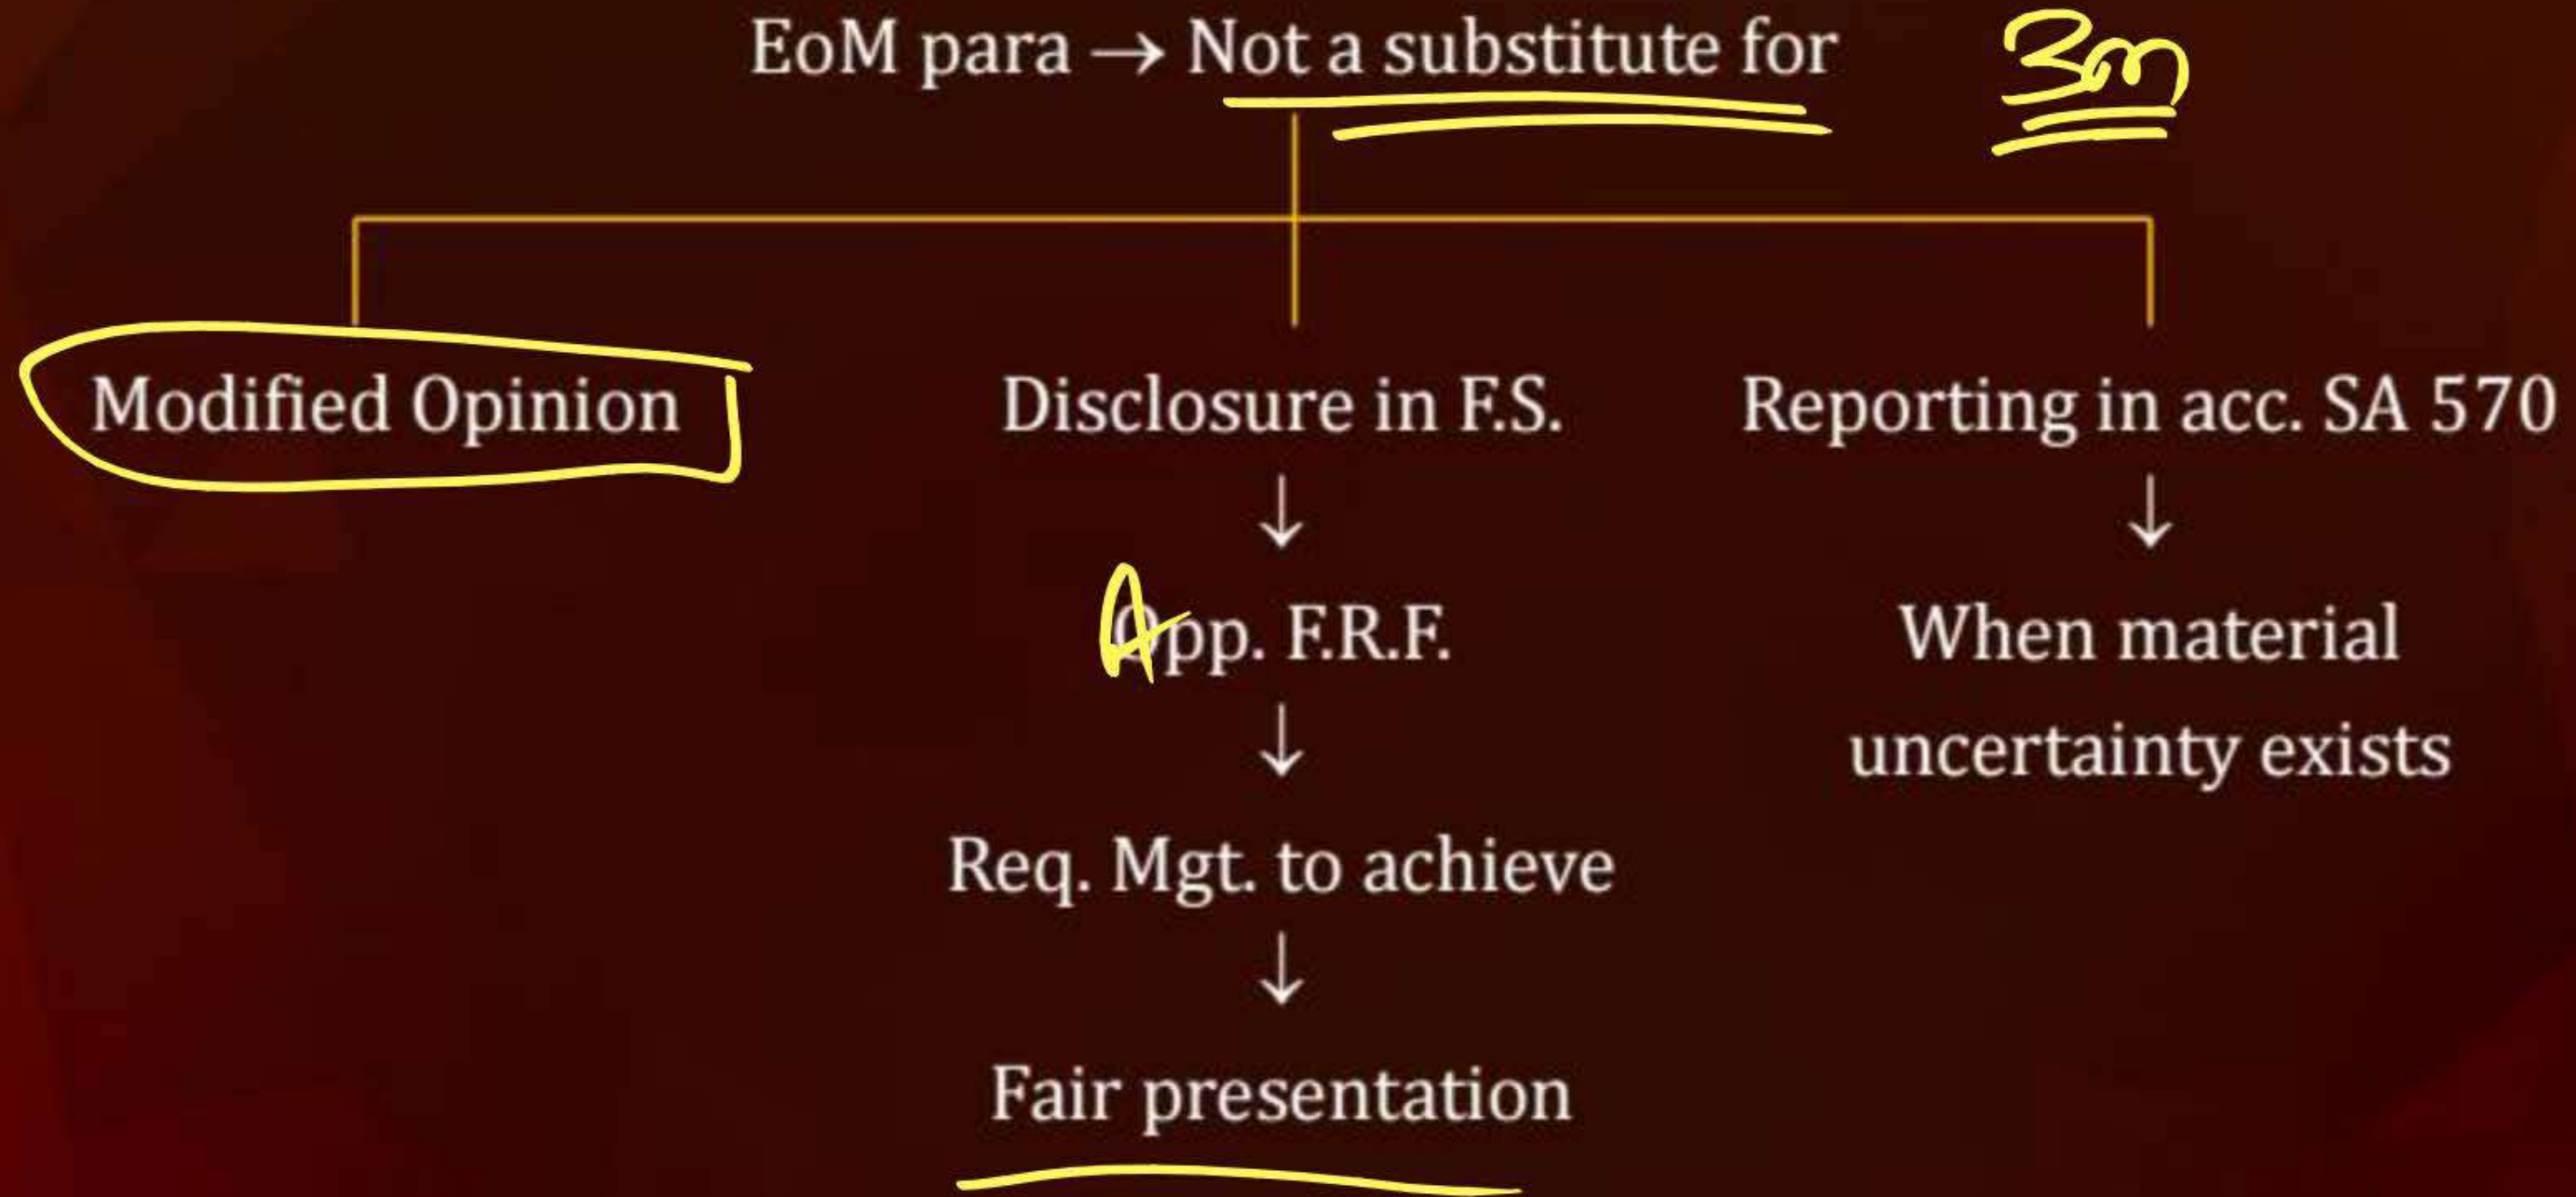 EoM para → Not a substitute for
3m
Modified Opinion
Disclosure in F.S.
Reporting in acc. SA 570
↓
↓
App. F.R.F.
When material
uncertainty exists
↓
Req. Mgt. to achieve
↓
Fair presentation